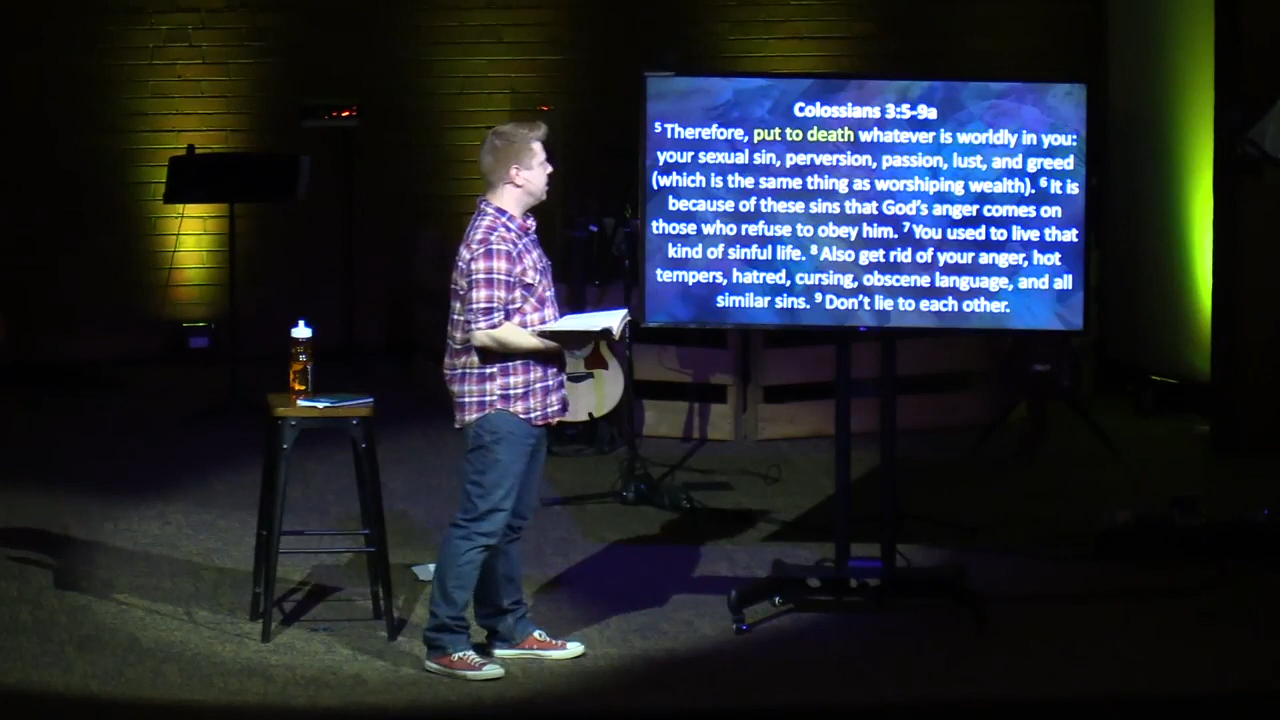 Colossians 3:5-9a
⁵ Therefore, put to death whatever is worldly in you:
your sexual sin, perversion, passion, lust, and greed
(which is the same thing as worshiping wealth). ⁶ It is
because of these sins that God's anger comes on
those who refuse to obey him. ⁷ You used to live that
kind of sinful life. ⁸ Also get rid of your anger, hot
tempers, hatred, cursing, obscene language, and all
similar sins. ⁹ Don't lie to each other.